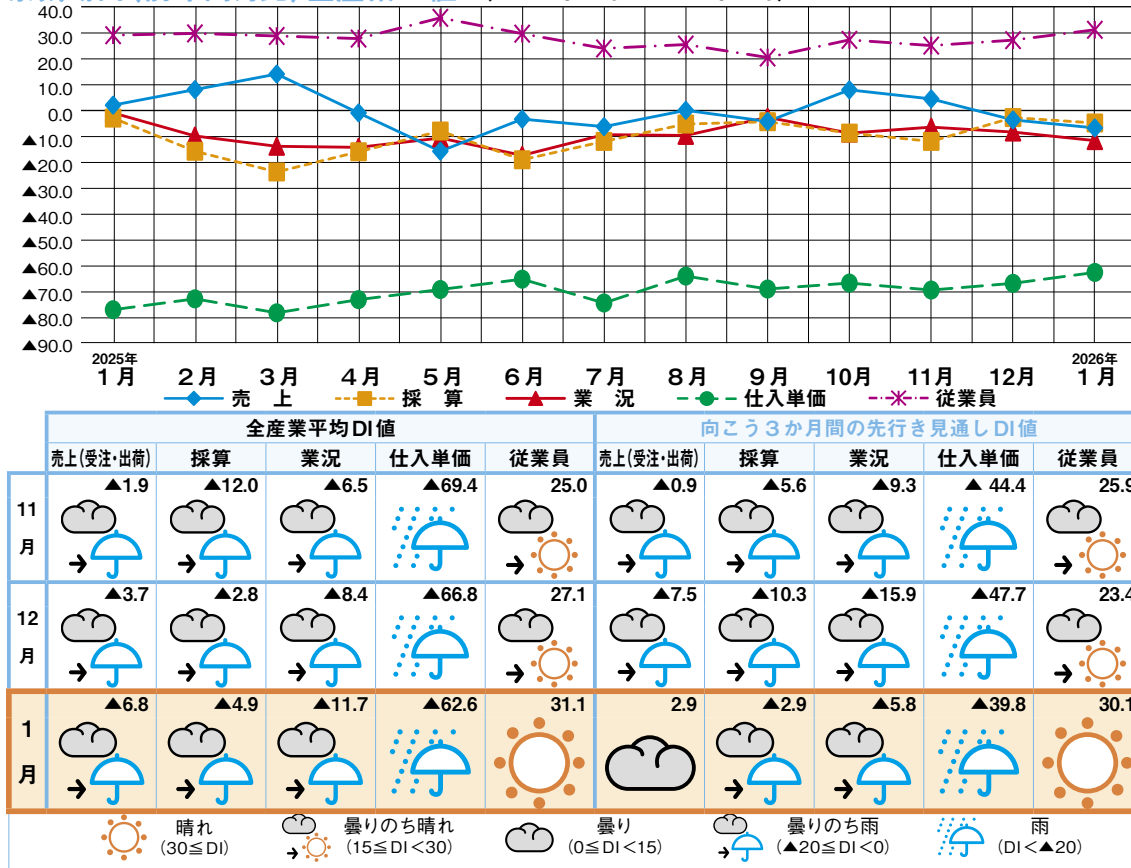 40.0
30.0
20.0
10.0
0.0
▲10.0
▲20.0
▲30.0
▲40.0
▲50.0
▲60.0
▲70.0
▲80.0
▲90.0
2025年 2026年
1月 2月 3月 4月 5月 6月 7月 8月 9月 10月 11月 12月 1月
売上 採算 業況 仕入単価 従業員
全産業平均DI値 向こう3か月間の先行き見通しDI値
売上(受注・出荷) 採算 業況 仕入単価 従業員 売上(受注・出荷) 採算 業況 仕入単価 従業員
11月 ▲1.9 ▲12.0 ▲6.5 ▲69.4 25.0 ▲0.9 ▲5.6 ▲9.3 ▲44.4 25.9
12月 ▲3.7 ▲2.8 ▲8.4 ▲66.8 27.1 ▲7.5 ▲10.3 ▲15.9 ▲47.7 23.4
1月 ▲6.8 ▲4.9 ▲11.7 ▲62.6 31.1 2.9 ▲2.9 ▲5.8 ▲39.8 30.1
晴れ 曇りのち晴れ 曇り 曇りのち雨 雨
(30≦DI) (15≦DI<30) (0≦DI<15) (▲20≦DI<0) (DI<▲20)